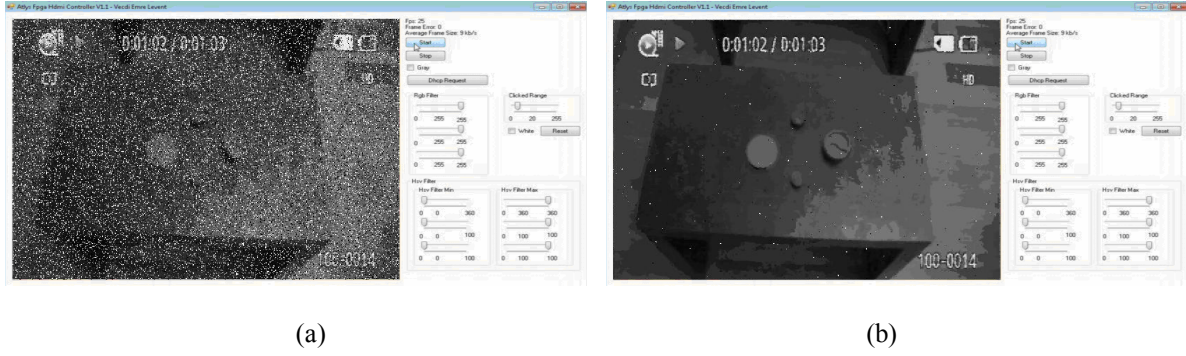 Atlys Fpga Hdmi Controller V1.1 - Vecdi Emre Levent
0:01:02 / 0:01:03
HD
100-0014
Fps: 25
Frame Error: 0
Average Frame Size: 9 kb/s
Start
Stop
Gray
Dhcp Request
Rgb Filter
0 255 255
0 255 255
0 255 255
Clicked Range
0 20 255
White Reset
Hsv Filter
Hsv Filter Min
0 0 360
0 0 100
0 0 100
Hsv Filter Max
0 360 360
0 100 100
0 100 100
(a)
Atlys Fpga Hdmi Controller V1.1 - Vecdi Emre Levent
0:01:02 / 0:01:03
HD
100-0014
Fps: 25
Frame Error: 0
Average Frame Size: 9 kb/s
Start
Stop
Gray
Dhcp Request
Rgb Filter
0 255 255
0 255 255
0 255 255
Clicked Range
0 20 255
White Reset
Hsv Filter
Hsv Filter Min
0 0 360
0 0 100
0 0 100
Hsv Filter Max
0 360 360
0 100 100
0 100 100
(b)